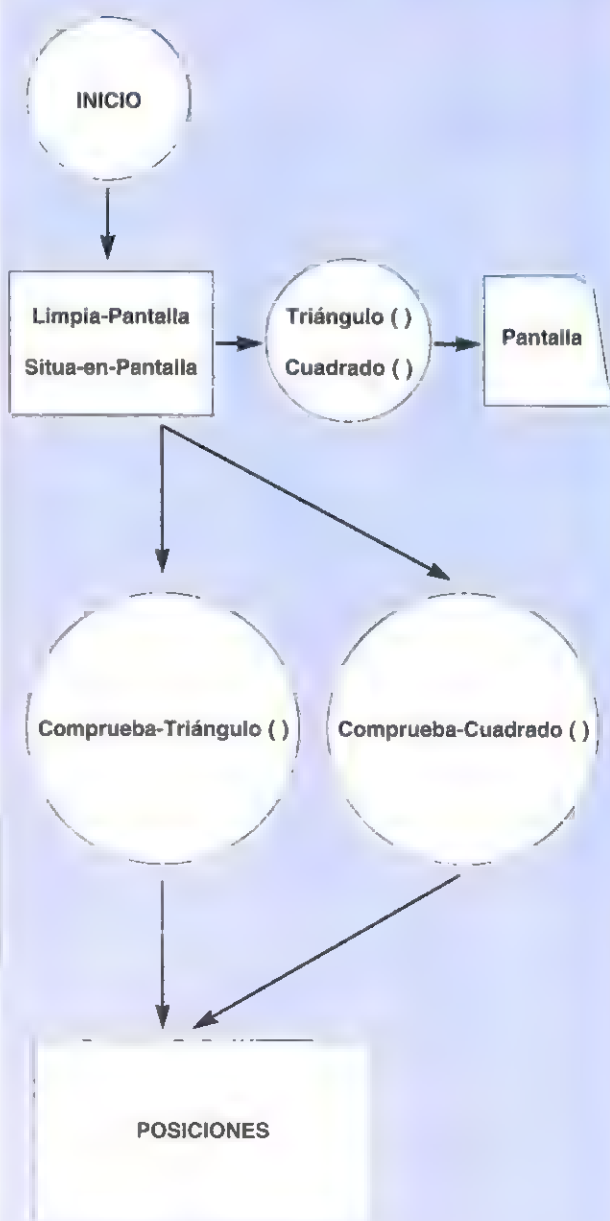 INICIO
Limpia-Pantalla
Situa-en-Pantalla
Triángulo ( )
Cuadrado ( )
Pantalla
Comprueba-Triángulo ( )
Comprueba-Cuadrado ( )
POSICIONES